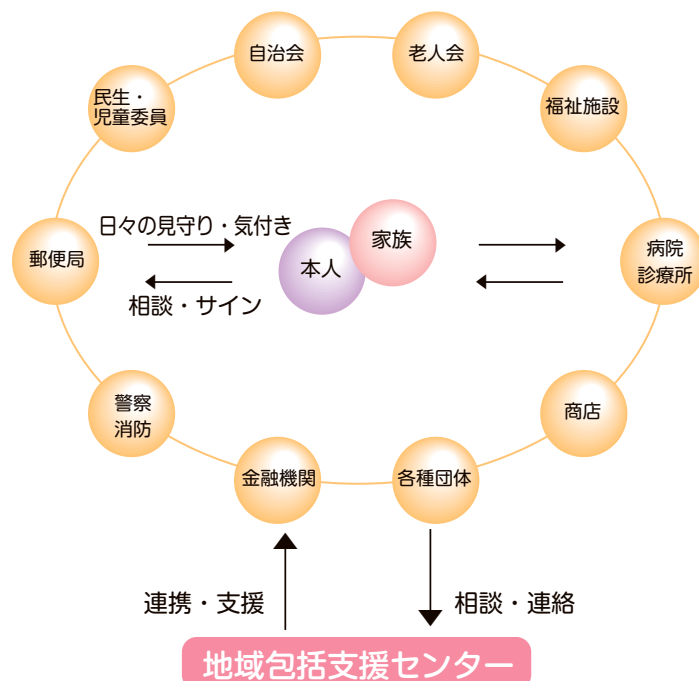 自治会
老人会
民生・
児童委員
福祉施設
日々の見守り・気付き
郵便局
本人
家族
病院
診療所
相談・サイン
警察
消防
商店
金融機関
各種団体
連携・支援
相談・連絡
地域包括支援センター